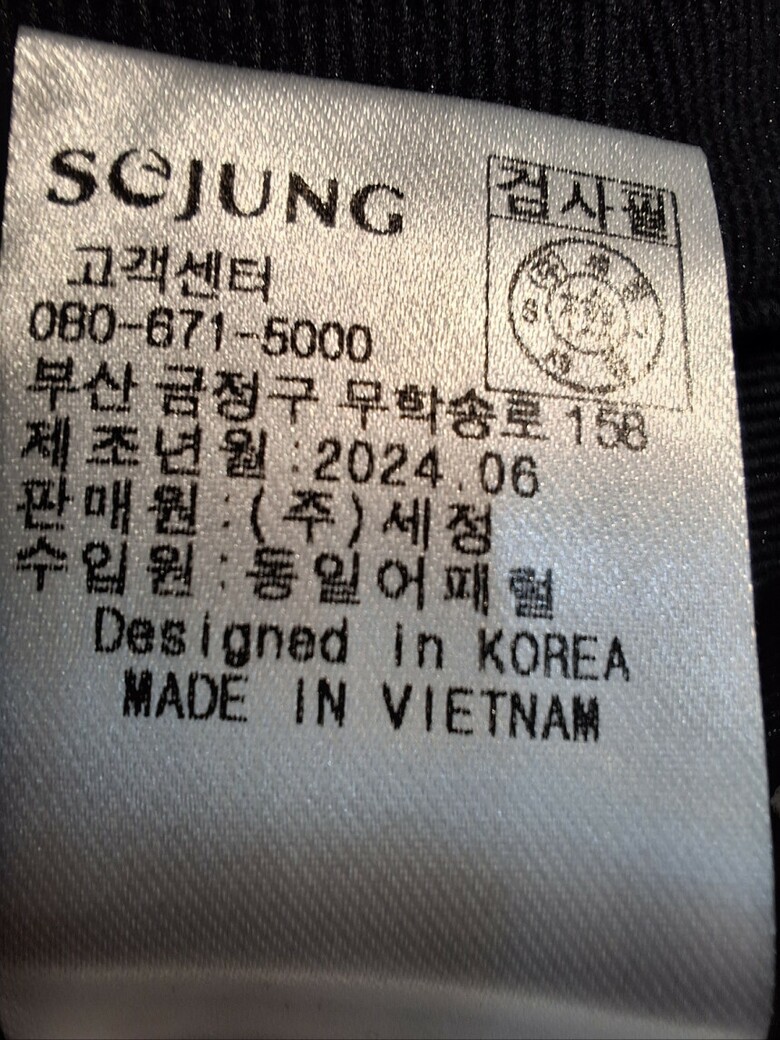 SeJUNG
검사필
고객센터
080-671-5000
부산 금정구 무학송로 158
제조년월 : 2024.06
판매원 : (주)세정
수입원 : 동일어패럴
Designed in KOREA
MADE IN VIETNAM